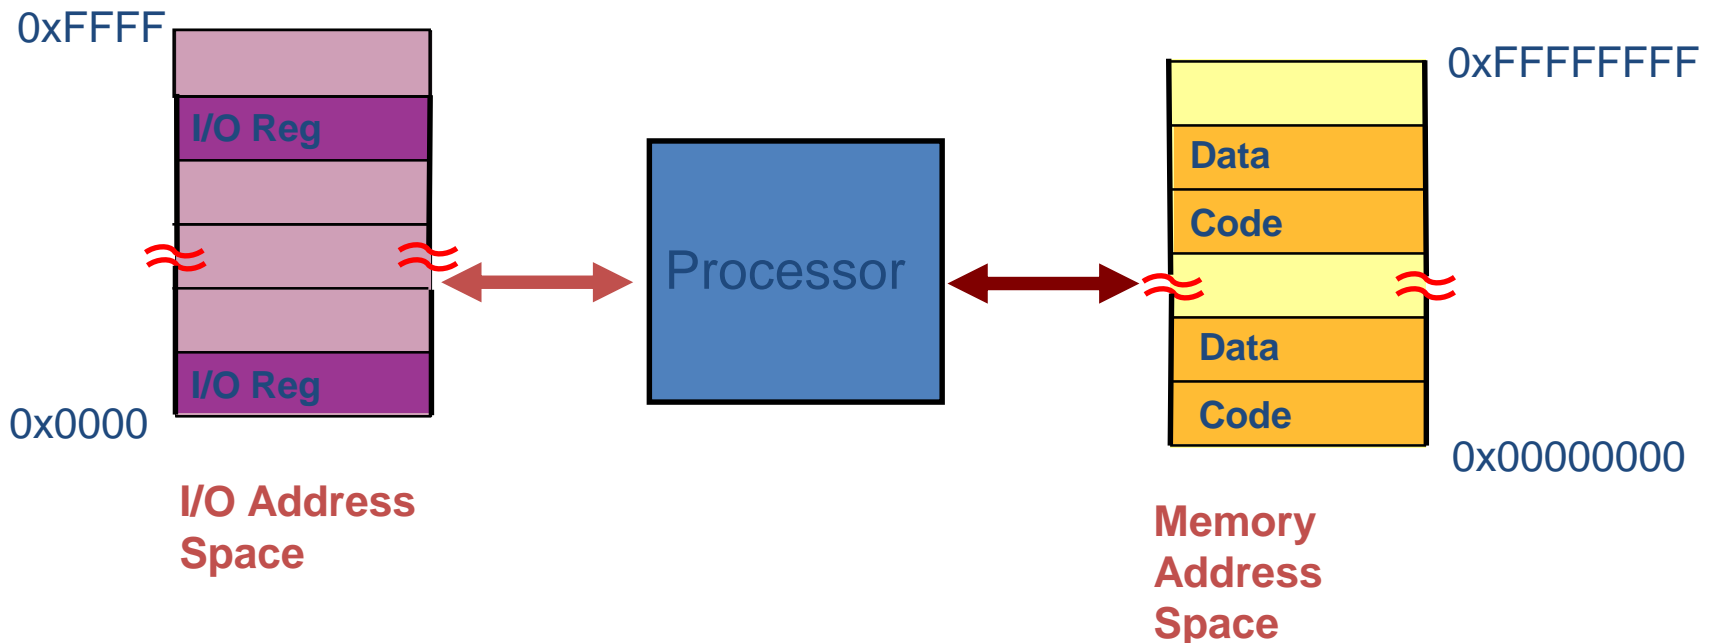 0xFFFF
I/O Reg
I/O Reg
0x0000
I/O Address
Space
Processor
0xFFFFFFFF
Data
Code
Data
Code
0x00000000
Memory
Address
Space